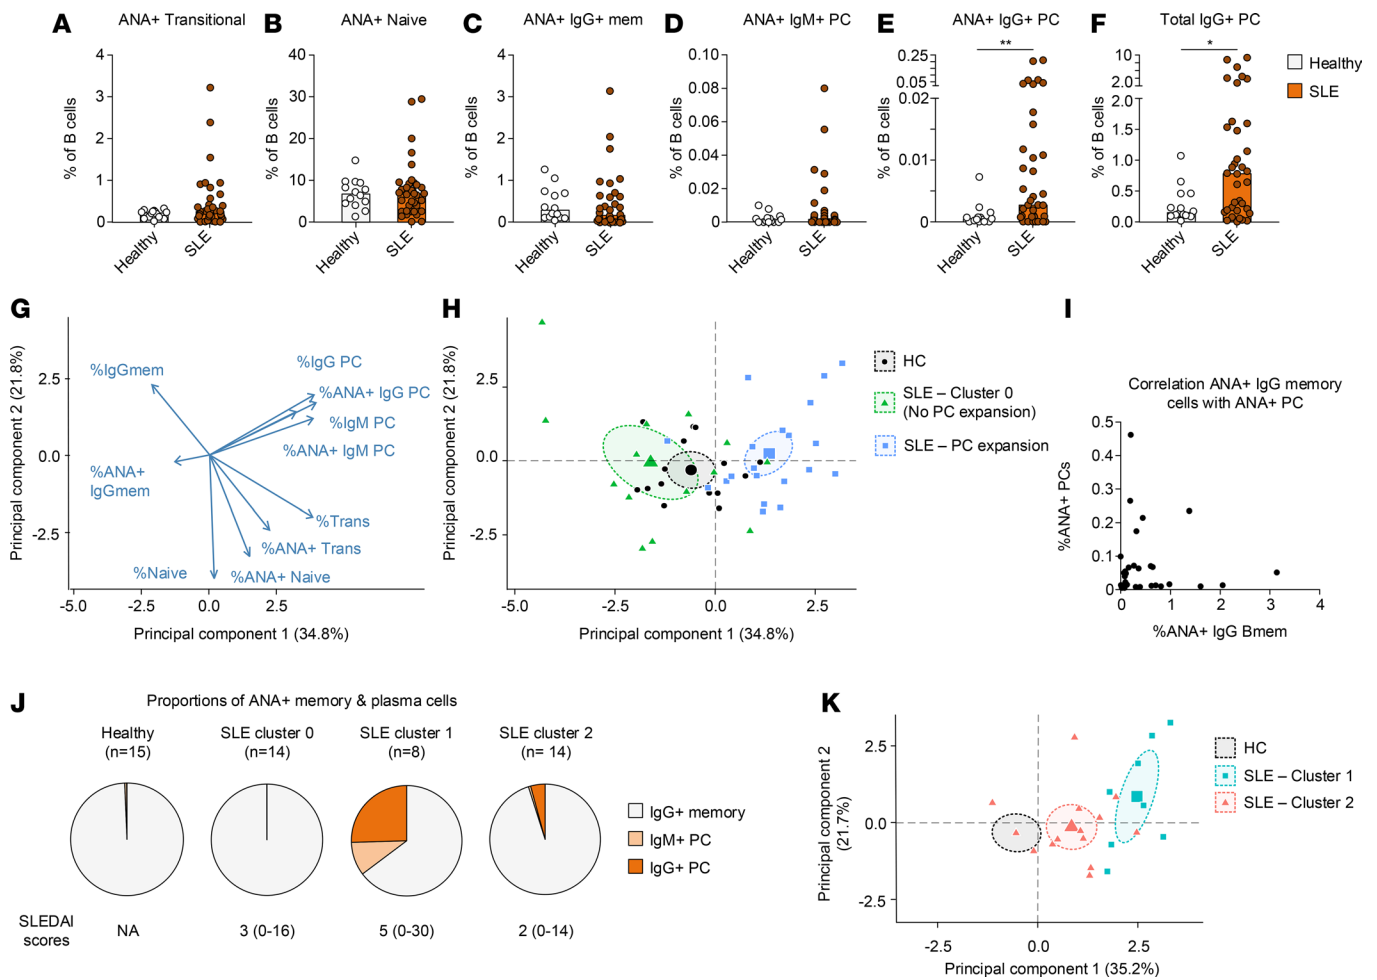 A
ANA+ Transitional
% of B cells
4
3
2
1
0
Healthy
SLE
B
ANA+ Naive
% of B cells
40
30
20
10
0
Healthy
SLE
C
ANA+ IgG+ mem
% of B cells
4
3
2
1
0
Healthy
SLE
D
ANA+ IgM+ PC
% of B cells
0.10
0.08
0.06
0.04
0.02
0
Healthy
SLE
E
ANA+ IgG+ PC
**
% of B cells
0.25
0.05
0.02
0.01
0
Healthy
SLE
F
Total IgG+ PC
*
% of B cells
10
2.0
2.0
1.5
1.0
0.5
0.0
Healthy
SLE
Healthy
SLE
G
Principal component 2 (21.8%)
2.5
0.0
-2.5
%IgGmem
%IgG PC
%ANA+ IgG PC
%IgM PC
%ANA+ IgM PC
%ANA+
IgGmem
%Trans
%ANA+ Trans
%Naive
%ANA+ Naive
-5.0
-2.5
0.0
2.5
Principal component 1 (34.8%)
H
Principal component 2 (21.8%)
2.5
0.0
-2.5
-5.0
-2.5
0.0
2.5
Principal component 1 (34.8%)
HC
SLE – Cluster 0
(No PC expansion)
SLE – PC expansion
I
Correlation ANA+ IgG memory
cells with ANA+ PC
%ANA+ PCs
0.5
0.4
0.3
0.2
0.1
0
0
1
2
3
4
%ANA+ IgG Bmem
J
Proportions of ANA+ memory & plasma cells
Healthy
(n=15)
SLE cluster 0
(n=14)
SLE cluster 1
(n=8)
SLE cluster 2
(n= 14)
IgG+ memory
IgM+ PC
IgG+ PC
SLEDAI
scores
NA
3 (0-16)
5 (0-30)
2 (0-14)
K
Principal component 2
(21.7%)
2.5
0.0
-2.5
-2.5
0.0
2.5
Principal component 1 (35.2%)
HC
SLE – Cluster 1
SLE – Cluster 2